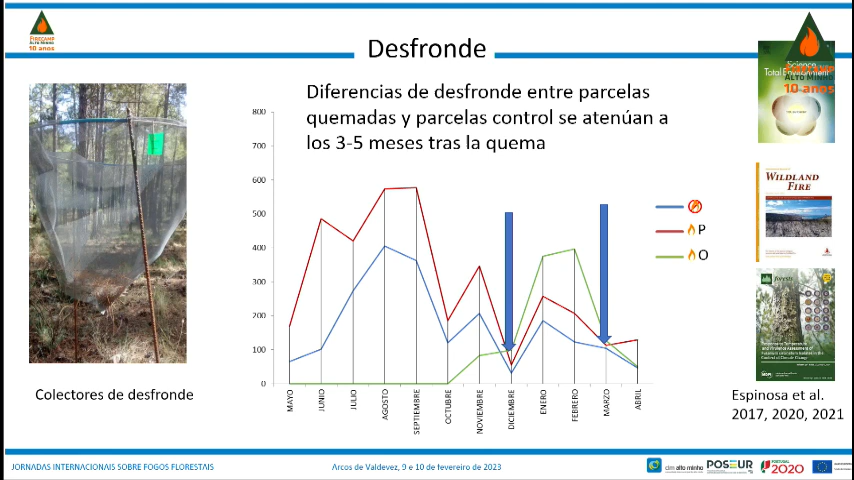 FIRECAMP
ALTO MINHO
10 anos
Desfronde
Science
Total Environment
ALTO MINHO
10 anos
Diferencias de desfronde entre parcelas
quemadas y parcelas control se atenúan a
los 3-5 meses tras la quema
800
700
600
500
400
300
200
100
0
MAYO
JUNIO
JULIO
AGOSTO
SEPTIEMBRE
OCTUBRE
NOVIEMBRE
DICIEMBRE
ENERO
FEBRERO
MARZO
ABRIL
P
O
WILDLAND
FIRE
forests
Colectores de desfronde
Espinosa et al.
2017, 2020, 2021
JORNADAS INTERNACIONAIS SOBRE FOGOS FLORESTAIS
Arcos de Valdevez, 9 e 10 de fevereiro de 2023
cim alto minho
POSEUR
PORTUGAL
2020